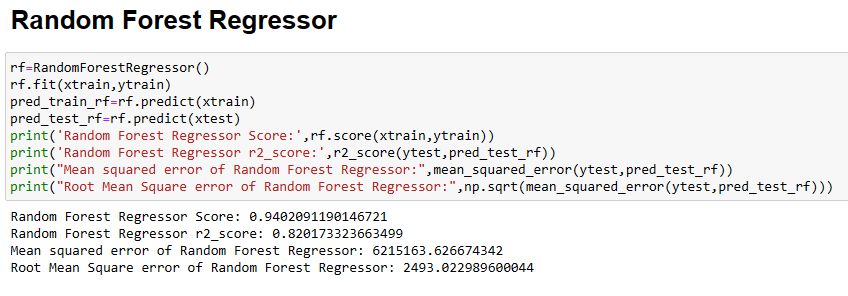 Random Forest Regressor
rf=RandomForestRegressor()
rf.fit(xtrain,ytrain)
pred_train_rf=rf.predict(xtrain)
pred_test_rf=rf.predict(xtest)
print('Random Forest Regressor Score:',rf.score(xtrain,ytrain))
print('Random Forest Regressor r2_score:',r2_score(ytest,pred_test_rf))
print("Mean squared error of Random Forest Regressor:",mean_squared_error(ytest,pred_test_rf))
print("Root Mean Square error of Random Forest Regressor:",np.sqrt(mean_squared_error(ytest,pred_test_rf)))
Random Forest Regressor Score: 0.9402091190146721
Random Forest Regressor r2_score: 0.820173323663499
Mean squared error of Random Forest Regressor: 6215163.626674342
Root Mean Square error of Random Forest Regressor: 2493.022989600044